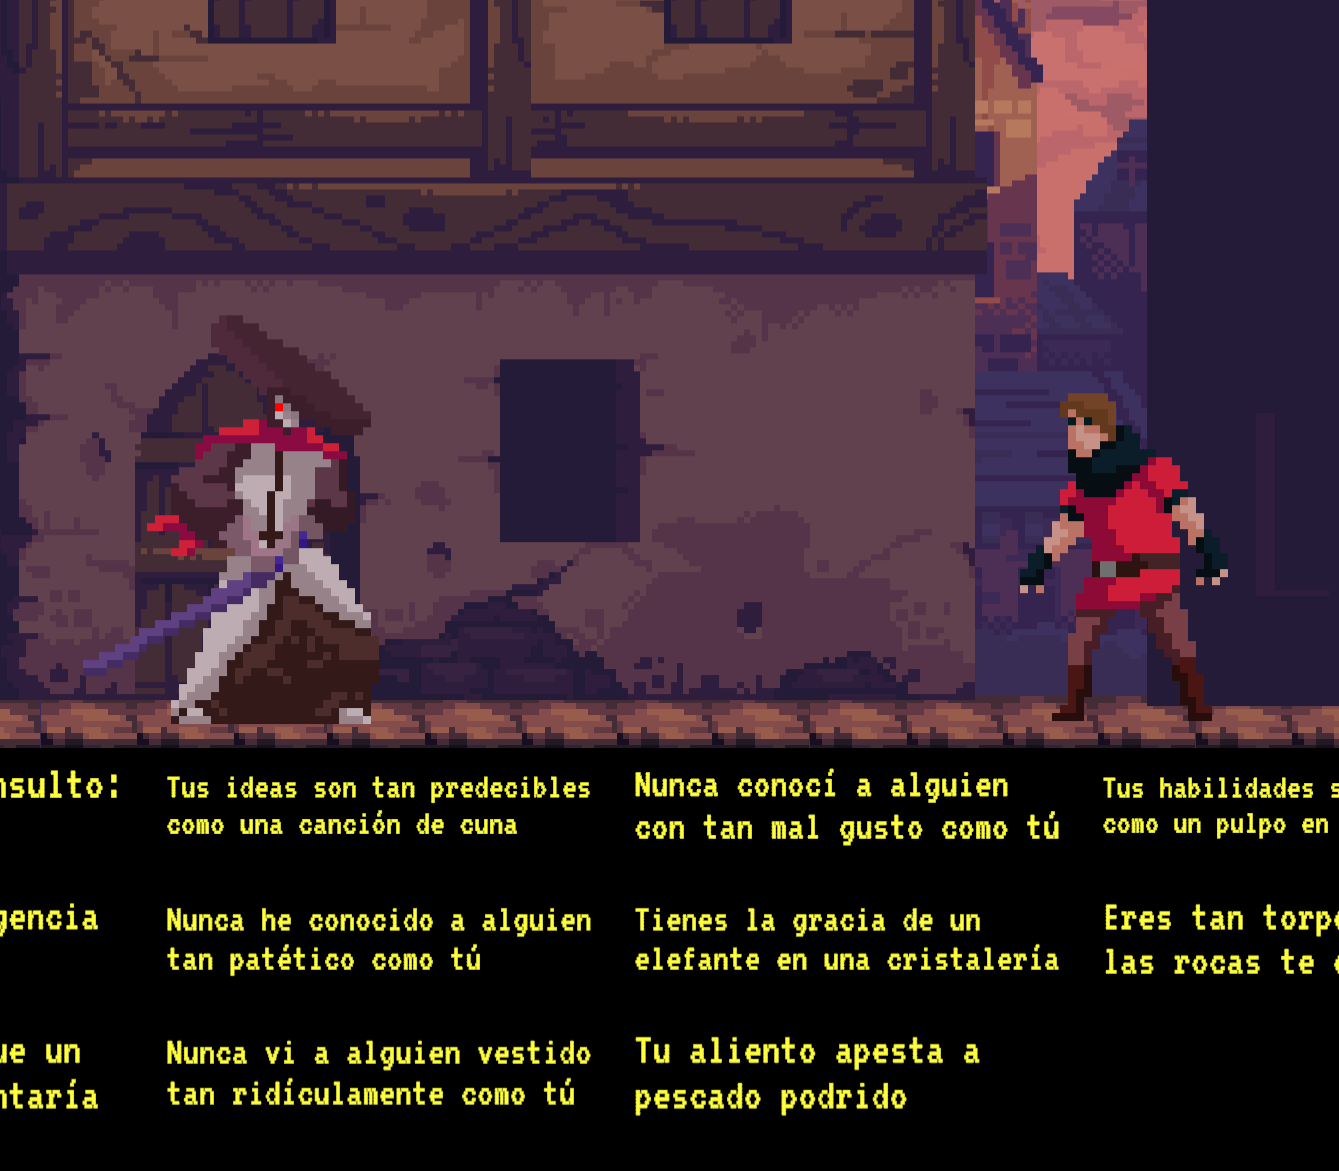 nsulto:
Tus ideas son tan predecibles
como una canción de cuna
Nunca conocí a alguien
con tan mal gusto como tú
Tus habilidades
como un pulpo en
gencia
Nunca he conocido a alguien
tan patético como tú
Tienes la gracia de un
elefante en una cristalería
Eres tan torpe
las rocas te
ue un
ntaría
Nunca vi a alguien vestido
tan ridículamente como tú
Tu aliento apesta a
pescado podrido